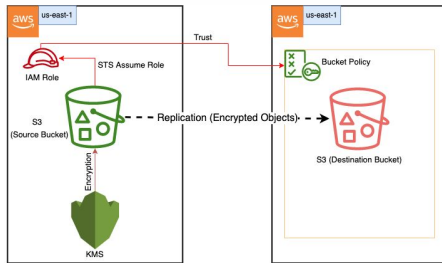 aws
us-east-1
IAM Role
STS Assume Role
S3
(Source Bucket)
Encryption
KMS
Trust
Replication (Encrypted Objects)
aws
us-east-1
Bucket Policy
S3 (Destination Bucket)